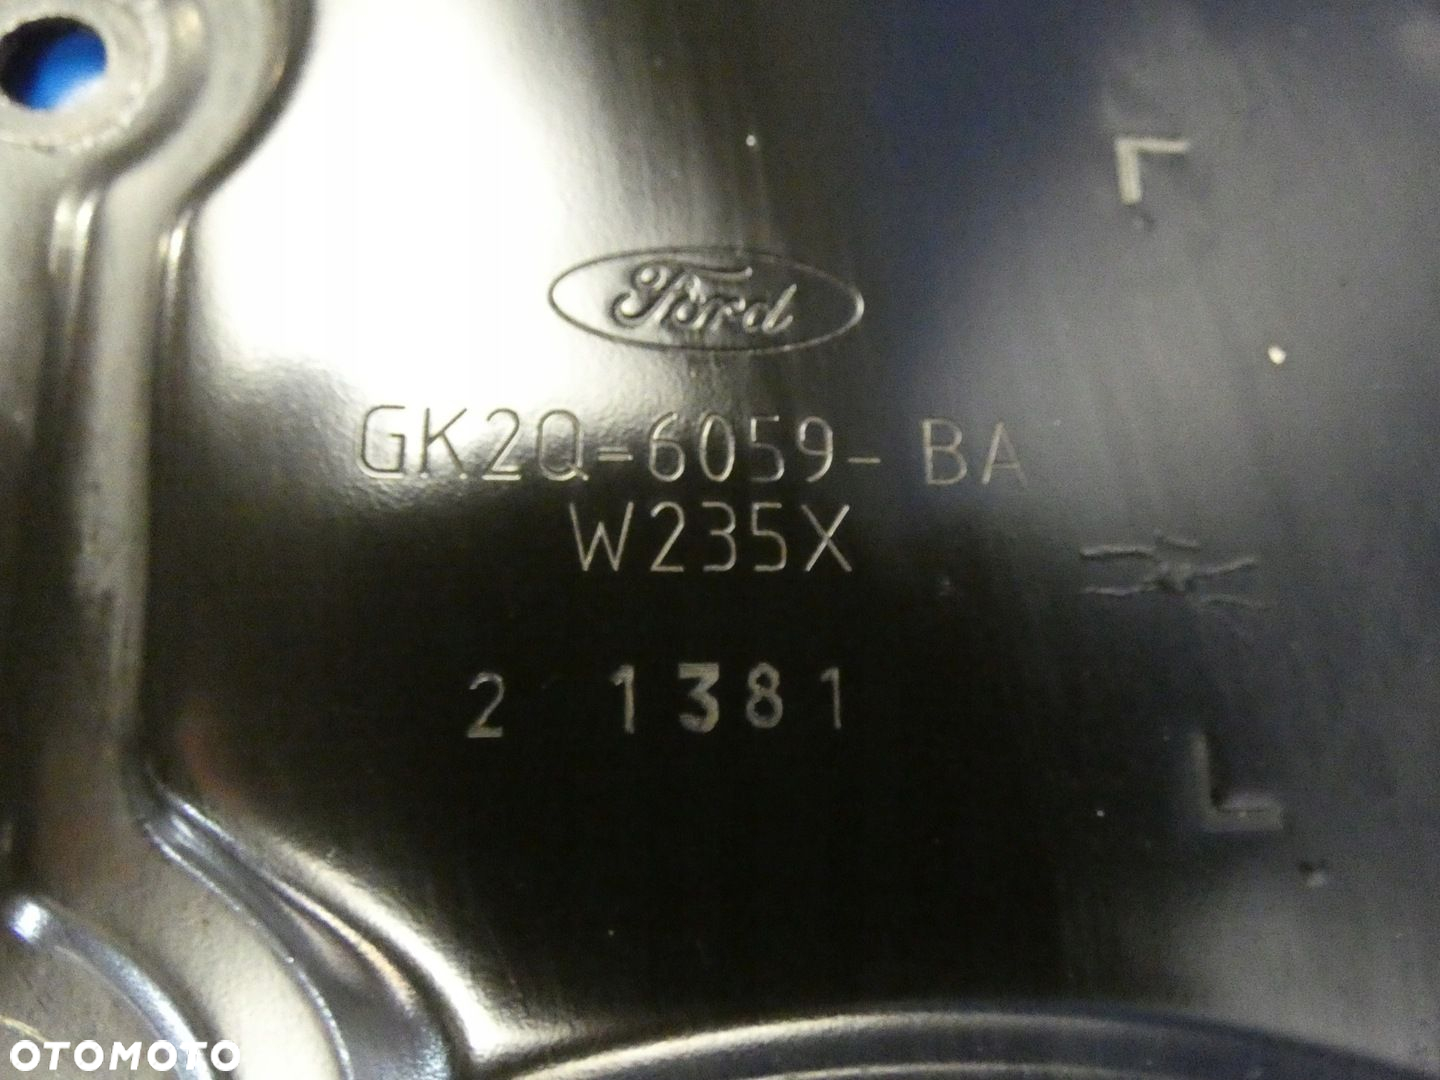 Ford
GK2Q-6059-BA
W235X
2 1381
OTOMOTO